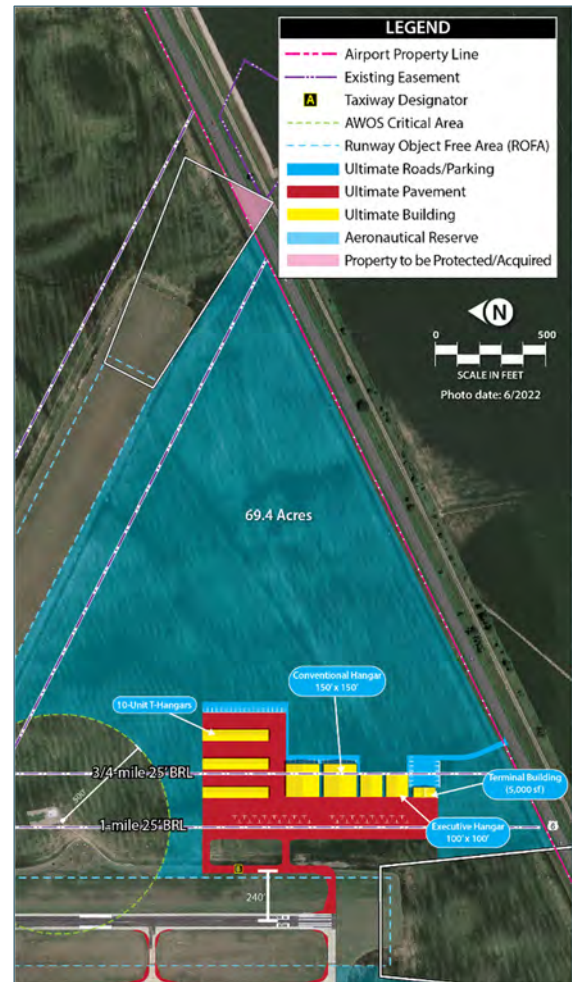 LEGEND
Airport Property Line
Existing Easement
A
Taxiway Designator
AWOS Critical Area
Runway Object Free Area (ROFA)
Ultimate Roads/Parking
Ultimate Pavement
Ultimate Building
Aeronautical Reserve
Property to be Protected/Acquired
N
0
500
SCALE IN FEET
Photo date: 6/2022
69.4 Acres
Conventional Hangar
150' x 150'
10-Unit T-Hangars
3/4-mile 25' BRL
500'
Terminal Building
(5,000 sf)
1-mile 25' BRL
6
Executive Hangar
100' x 100'
240'